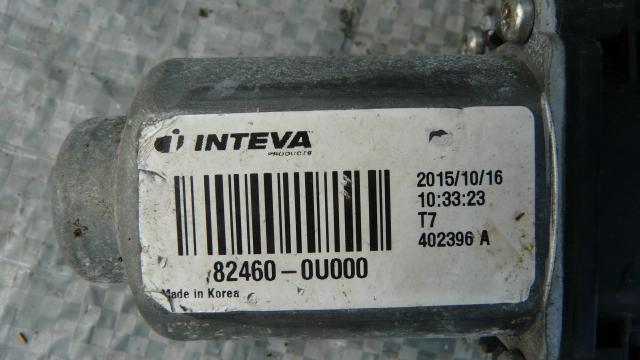 INTEVA
PRODUCTS
2015/10/16
10:33:23
T7
402396 A
82460-0U000
Made in Korea